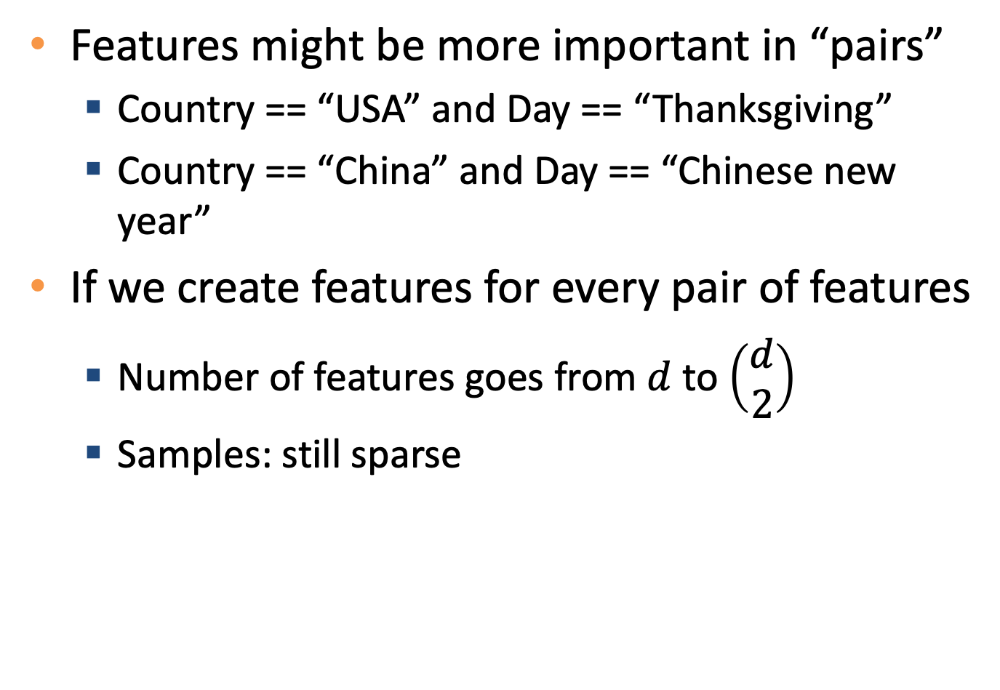 • Features might be more important in “pairs”
▪ Country == “USA” and Day == “Thanksgiving”
▪ Country == “China” and Day == “Chinese new
year”
• If we create features for every pair of features
▪ Number of features goes from d to (d 2)
▪ Samples: still sparse